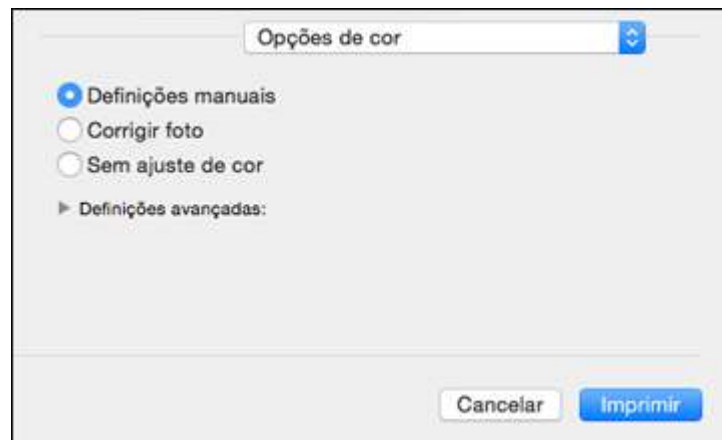 Opções de cor
Definições manuais
Corrigir foto
Sem ajuste de cor
Definições avançadas:
Cancelar Imprimir